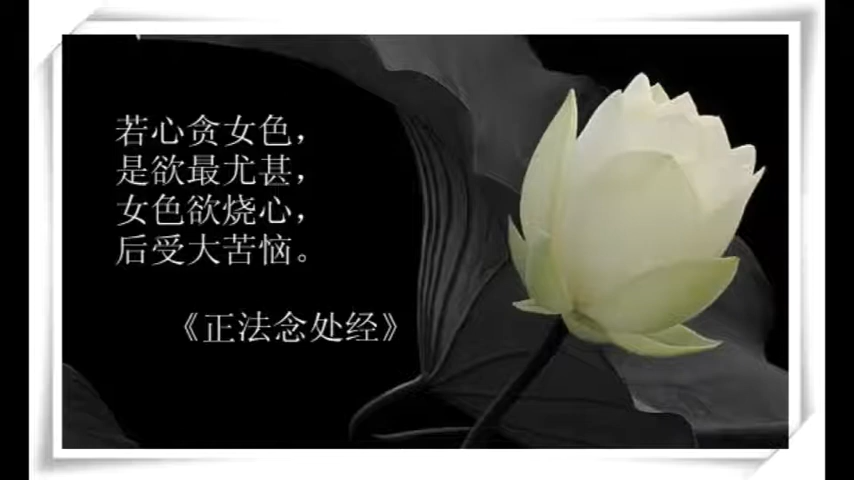 若心贪女色，
是欲最尤甚，
女色欲烧心，
后受大苦恼。
《正法念处经》